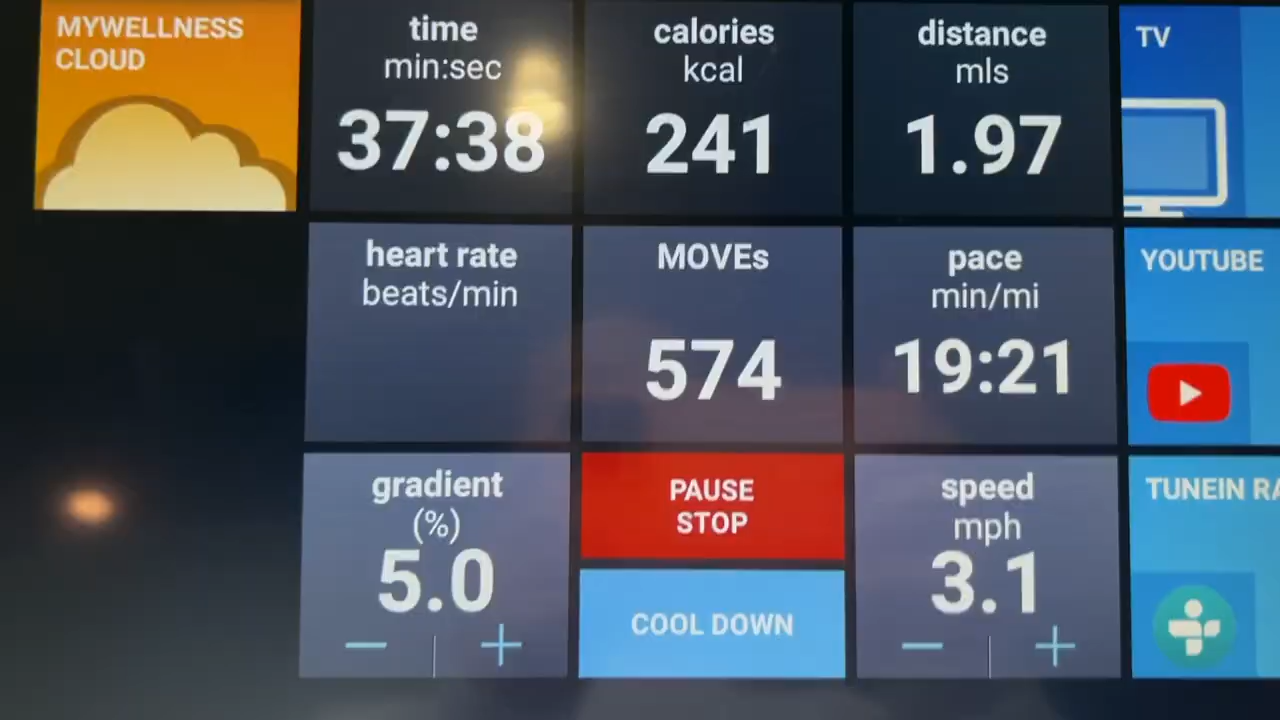 MYWELLNESS
CLOUD
time
min:sec
37:38
calories
kcal
241
distance
mls
1.97
TV
heart rate
beats/min
MOVEs
574
pace
min/mi
19:21
YOUTUBE
gradient
(%)
5.0
− +
PAUSE
STOP
COOL DOWN
speed
mph
3.1
− +
TUNEIN